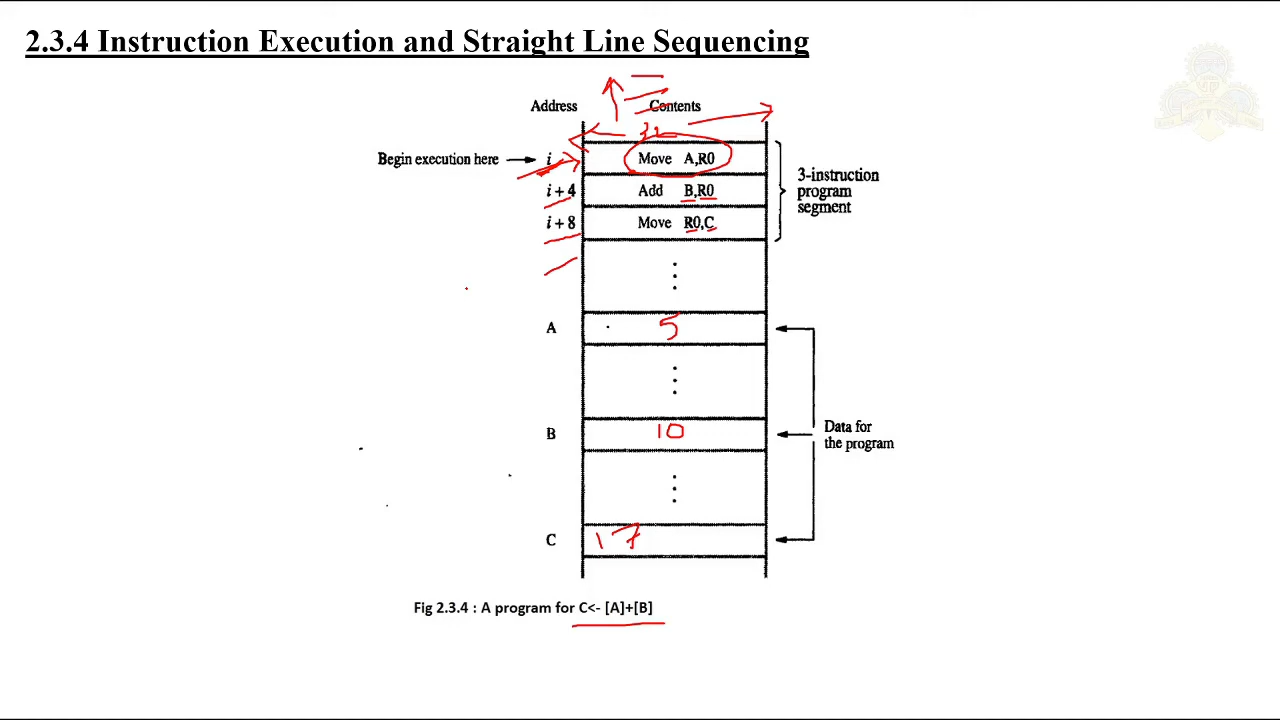 2.3.4 Instruction Execution and Straight Line Sequencing
Address Contents
32
Begin execution here i Move A,R0
i + 4 Add B,R0
i + 8 Move R0,C
3-instruction
program
segment
A 5
B 10
Data for
the program
C 17
Fig 2.3.4 : A program for C<- [A]+[B]